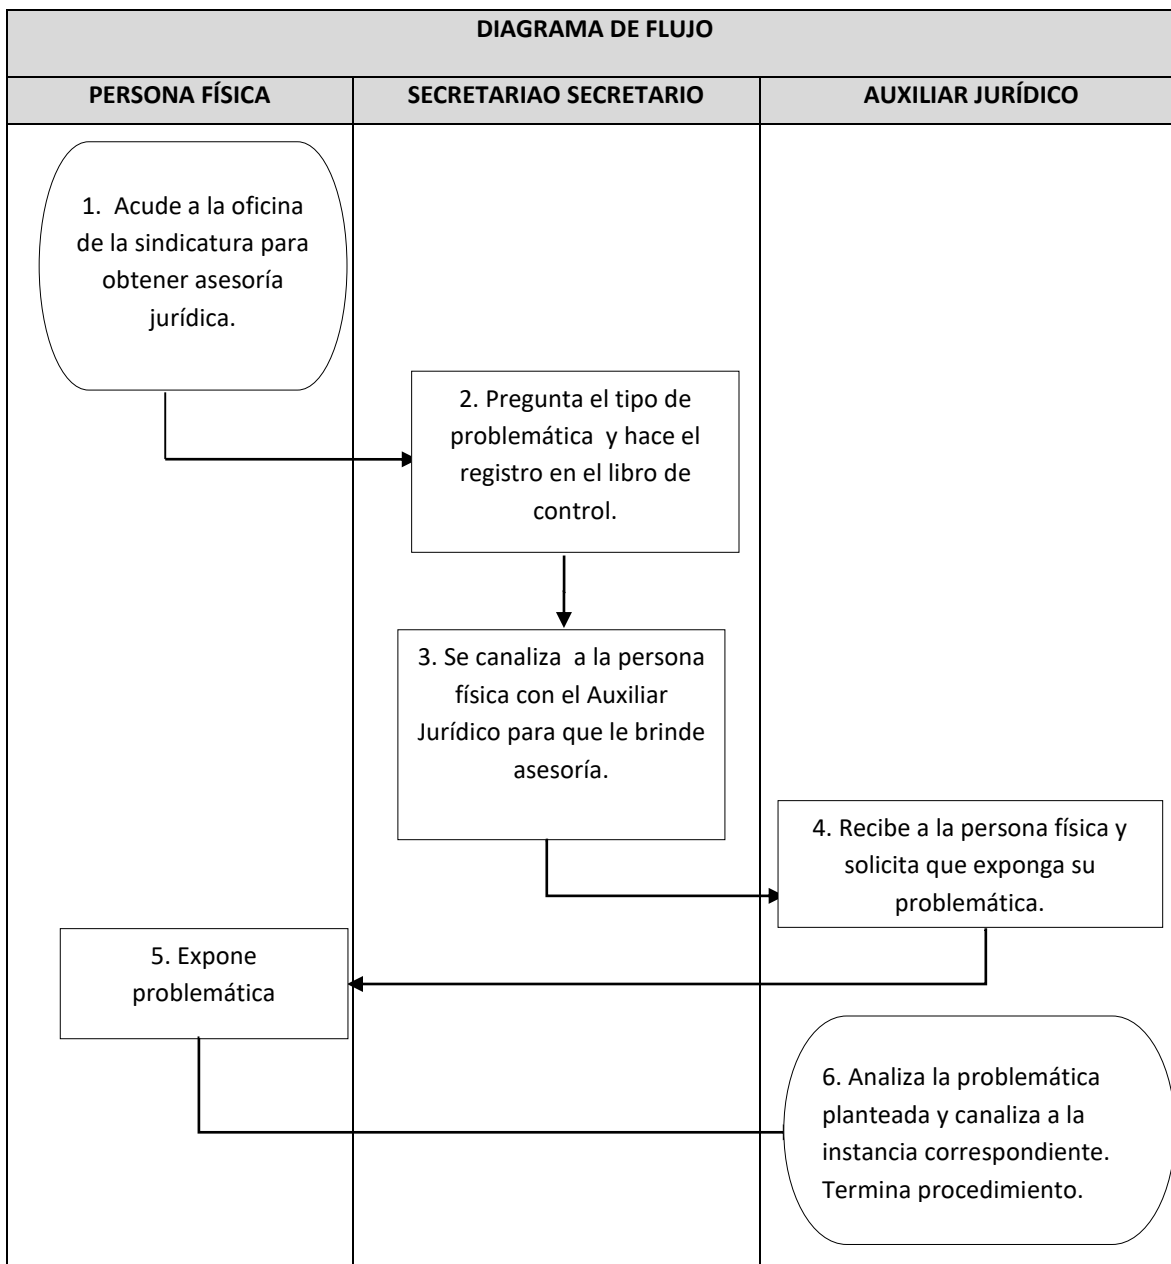 DIAGRAMA DE FLUJO
PERSONA FÍSICA
SECRETARIAO SECRETARIO
AUXILIAR JURÍDICO
1. Acude a la oficina
de la sindicatura para
obtener asesoría
jurídica.
2. Pregunta el tipo de
problemática y hace el
registro en el libro de
control.
3. Se canaliza a la persona
física con el Auxiliar
Jurídico para que le brinde
asesoría.
4. Recibe a la persona física y
solicita que exponga su
problemática.
5. Expone
problemática
6. Analiza la problemática
planteada y canaliza a la
instancia correspondiente.
Termina procedimiento.